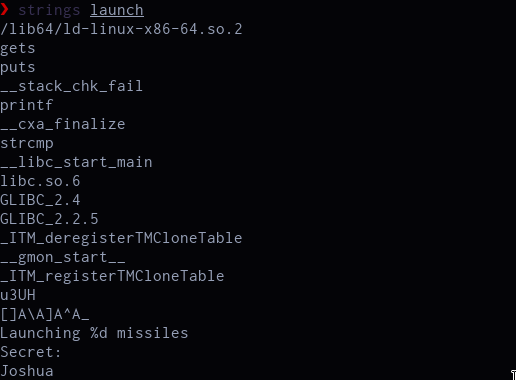 ❯ strings launch
/lib64/ld-linux-x86-64.so.2
gets
puts
__stack_chk_fail
printf
__cxa_finalize
strcmp
__libc_start_main
libc.so.6
GLIBC_2.4
GLIBC_2.2.5
_ITM_deregisterTMCloneTable
__gmon_start__
_ITM_registerTMCloneTable
u3UH
[]A\A]A^A_
Launching %d missiles
Secret:
Joshua